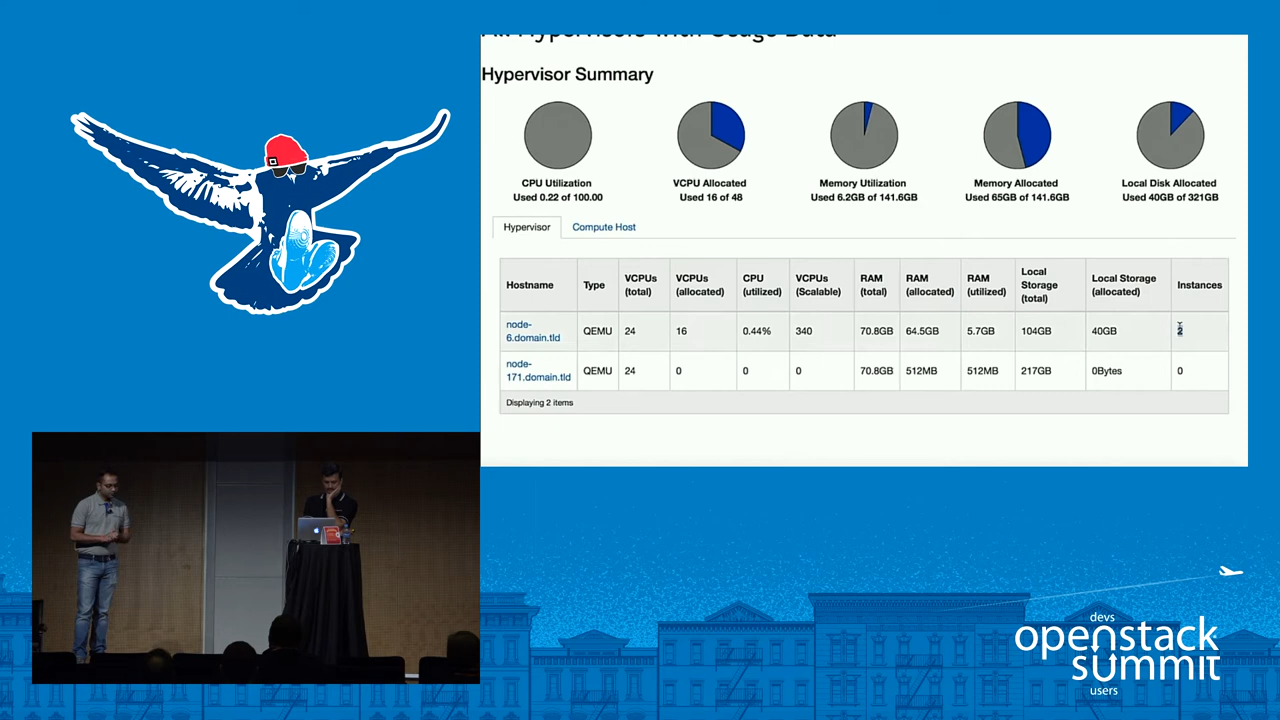 All Hypervisors with Usage Data
Hypervisor Summary
CPU Utilization
Used 0.22 of 100.00
VCPU Allocated
Used 16 of 48
Memory Utilization
Used 6.2GB of 141.6GB
Memory Allocated
Used 65GB of 141.6GB
Local Disk Allocated
Used 40GB of 321GB
Hypervisor Compute Host
Hostname Type VCPUs (total) VCPUs (allocated) CPU (utilized) VCPUs (Scalable) RAM (total) RAM (allocated) RAM (utilized) Local Storage (total) Local Storage (allocated) Instances
node-6.domain.tld QEMU 24 16 0.44% 340 70.8GB 64.5GB 5.7GB 104GB 40GB 2
node-171.domain.tld QEMU 24 0 0 0 70.8GB 512MB 512MB 217GB 0Bytes 0
Displaying 2 items
devs
openstack
summit
users